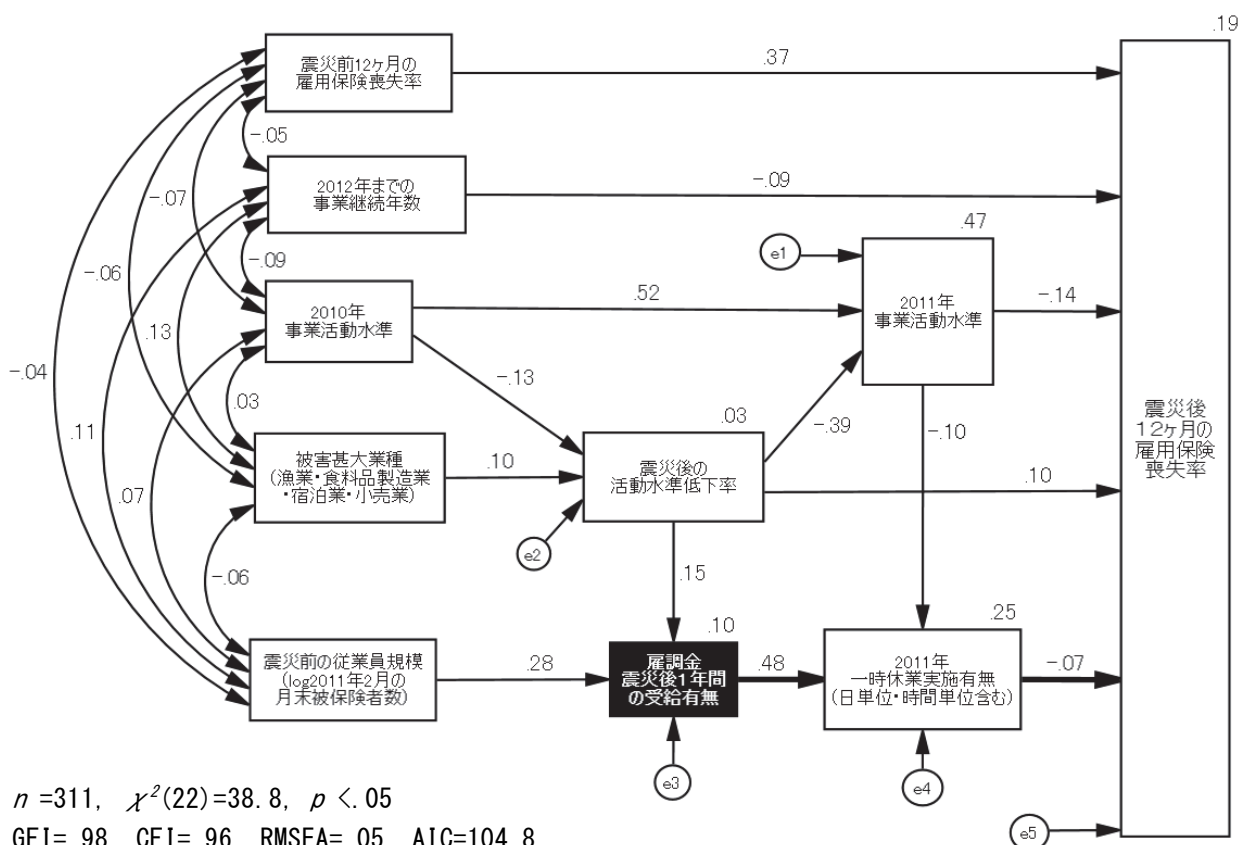 .19
震災前12ヶ月の
雇用保険喪失率
.37
-.05
2012年までの
事業継続年数
-.09
-.07
.47
e1
-.09
-.06
2010年
事業活動水準
.52
2011年
事業活動水準
-.14
.13
-.13
-.04
.03
.03
-.39
-.10
.11
被害甚大業種
(漁業・食料品製造業
・宿泊業・小売業)
.10
震災後の
活動水準低下率
.10
震災後
12ヶ月の
雇用保険
喪失率
.07
e2
-.06
.15
.10
.25
震災前の従業員規模
(log2011年2月の
月末被保険者数)
.28
雇調金
震災後1年間
の受給有無
.48
2011年
一時休業実施有無
(日単位・時間単位含む)
-.07
e3
e4
n =311, χ²(22)=38.8, p <.05
GFI=.98 CFI=.96 RMSEA=.05 AIC=104.8
e5